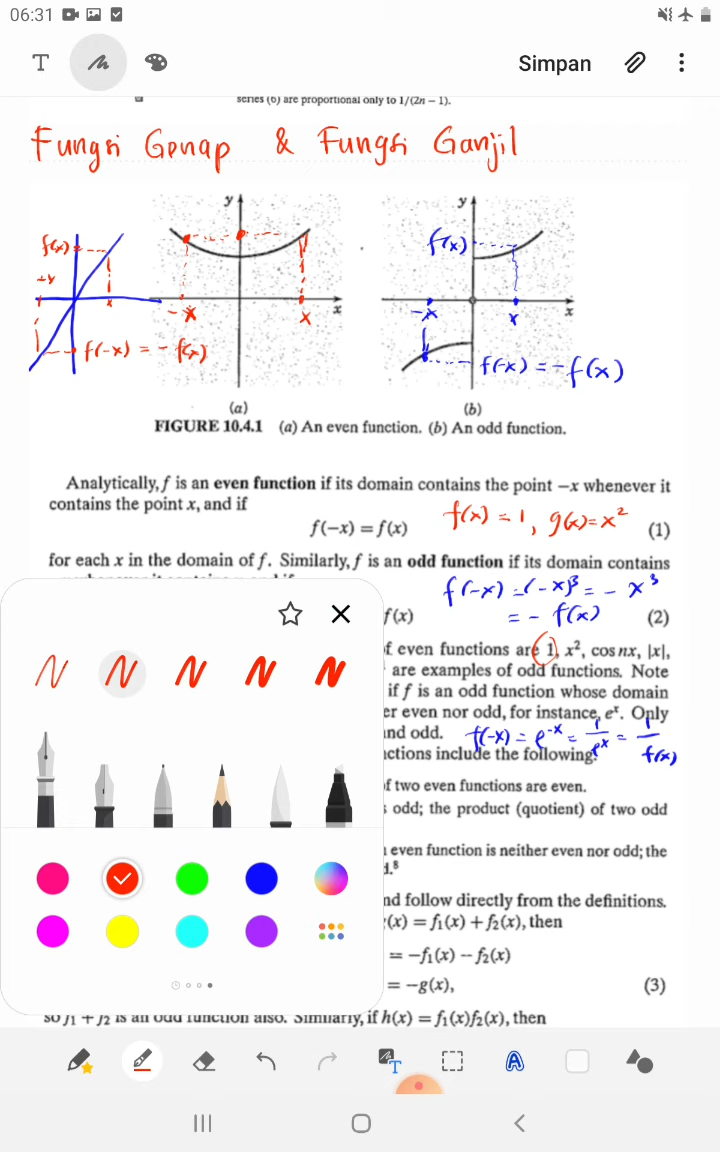 06:31
T
Simpan
series (6) are proportional only to 1/(2n − 1).
Fungsi Genap & Fungsi Ganjil
y
y
f(x)
f(x)
-x
-x
x
x
-x
x
x
f(-x) = - f(x)
f(-x) = -f(x)
(a)
(b)
FIGURE 10.4.1 (a) An even function. (b) An odd function.
Analytically, f is an even function if its domain contains the point −x whenever it
contains the point x, and if
f(−x) = f(x)
f(x) = 1, g(x)=x²
(1)
for each x in the domain of f. Similarly, f is an odd function if its domain contains
f(-x) = (-x)³ = - x³
f(x)
= - f(x)
(2)
f even functions are 1, x², cos nx, |x|,
are examples of odd functions. Note
if f is an odd function whose domain
er even nor odd, for instance, eˣ. Only
nd odd.
f(-x) = e^-x = 1/e^x = 1/f(x)
ctions include the following:
f two even functions are even.
odd; the product (quotient) of two odd
even function is neither even nor odd; the
d.⁸
nd follow directly from the definitions.
(x) = f₁(x) + f₂(x), then
= −f₁(x) − f₂(x)
= −g(x),
(3)
so f₁ + f₂ is an odd function also. Similarly, if h(x) = f₁(x)f₂(x), then
T
A